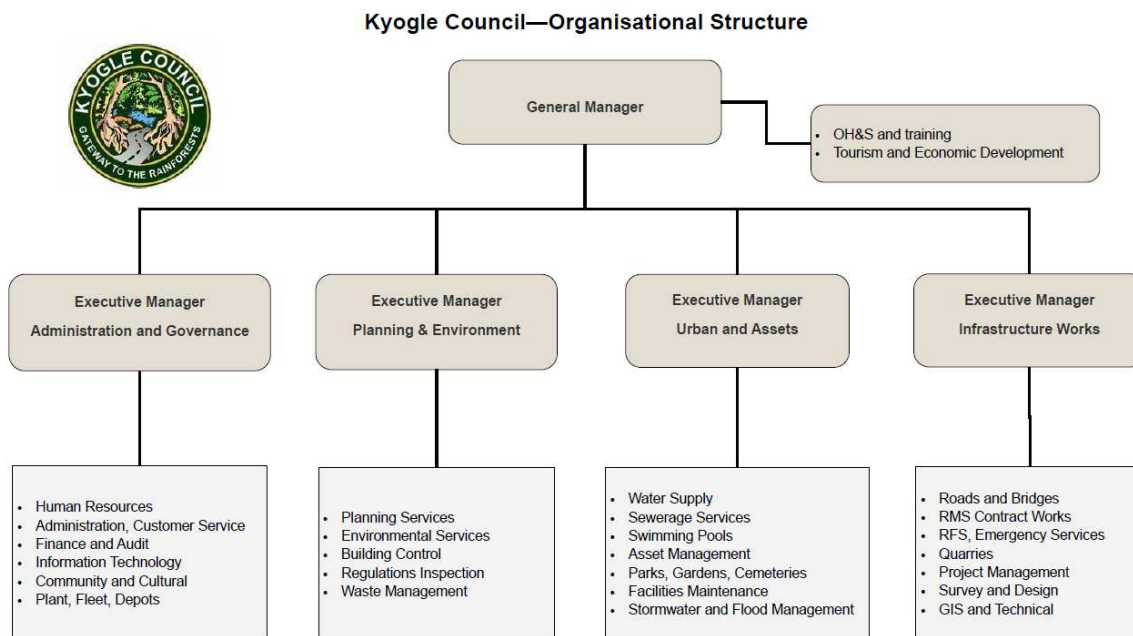 Kyogle Council—Organisational Structure
KYOGLE COUNCIL
GATEWAY TO THE RAINFORESTS
General Manager
• OH&S and training
• Tourism and Economic Development
Executive Manager
Administration and Governance
Executive Manager
Planning & Environment
Executive Manager
Urban and Assets
Executive Manager
Infrastructure Works
• Human Resources
• Administration, Customer Service
• Finance and Audit
• Information Technology
• Community and Cultural
• Plant, Fleet, Depots
• Planning Services
• Environmental Services
• Building Control
• Regulations Inspection
• Waste Management
• Water Supply
• Sewerage Services
• Swimming Pools
• Asset Management
• Parks, Gardens, Cemeteries
• Facilities Maintenance
• Stormwater and Flood Management
• Roads and Bridges
• RMS Contract Works
• RFS, Emergency Services
• Quarries
• Project Management
• Survey and Design
• GIS and Technical